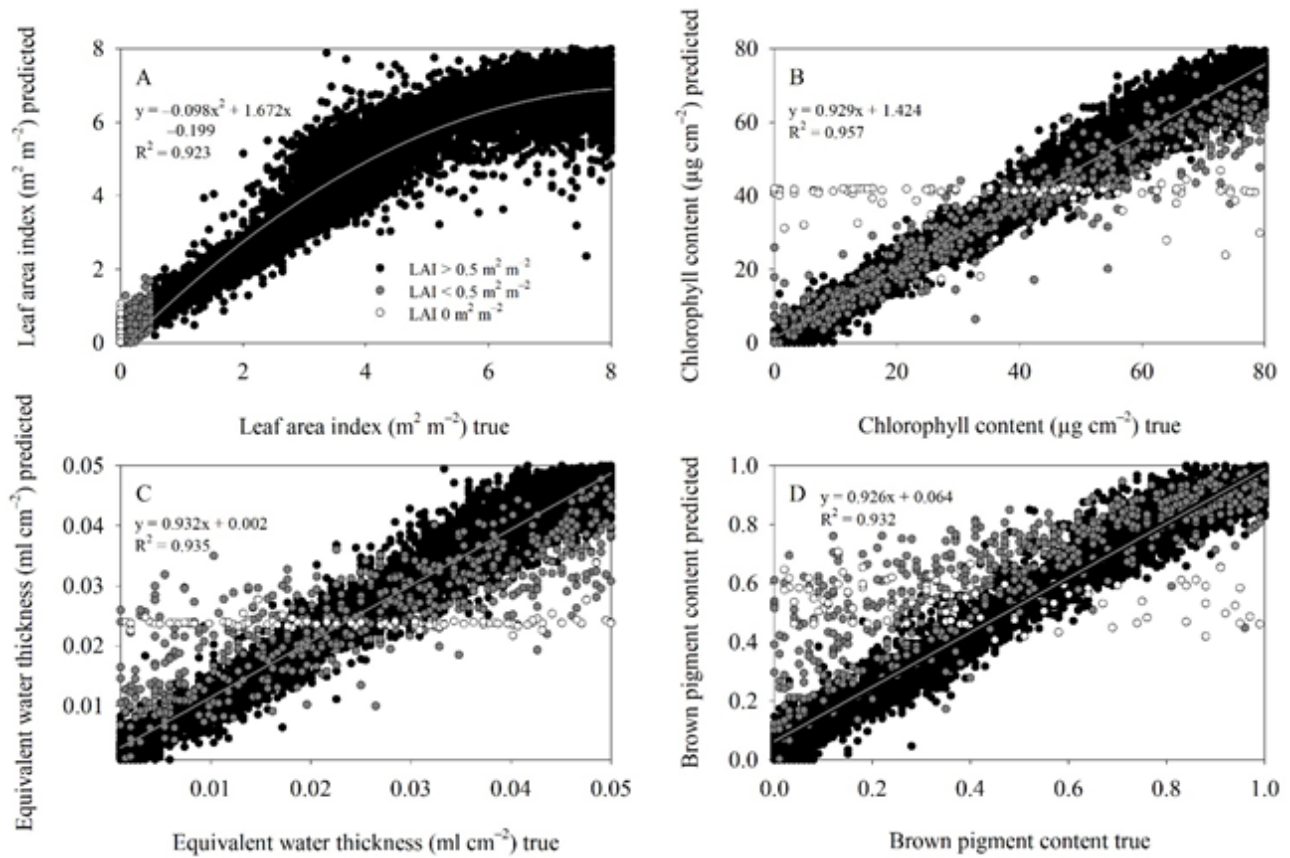 Leaf area index (m² m⁻²) predicted
8
6
4
2
0
A
y = –0.098x² + 1.672x
–0.199
R² = 0.923
LAI > 0.5 m² m⁻²
LAI < 0.5 m² m⁻²
LAI 0 m² m⁻²
0 2 4 6 8
Leaf area index (m² m⁻²) true
Chlorophyll content (µg cm⁻²) predicted
80
60
40
20
0
B
y = 0.929x + 1.424
R² = 0.957
0 20 40 60 80
Chlorophyll content (µg cm⁻²) true
Equivalent water thickness (ml cm⁻²) predicted
0.05
0.04
0.03
0.02
0.01
C
y = 0.932x + 0.002
R² = 0.935
0.01 0.02 0.03 0.04 0.05
Equivalent water thickness (ml cm⁻²) true
Brown pigment content predicted
1.0
0.8
0.6
0.4
0.2
0.0
D
y = 0.926x + 0.064
R² = 0.932
0.0 0.2 0.4 0.6 0.8 1.0
Brown pigment content true